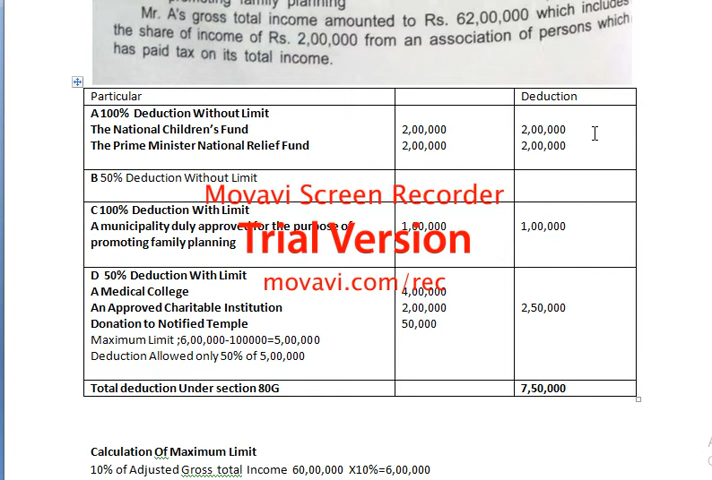 promoting family planning
Mr. A's gross total income amounted to Rs. 62,00,000 which includes
the share of income of Rs. 2,00,000 from an association of persons which
has paid tax on its total income.
Particular Deduction
A 100% Deduction Without Limit
The National Children's Fund 2,00,000 2,00,000
The Prime Minister National Relief Fund 2,00,000 2,00,000
B 50% Deduction Without Limit
Movavi Screen Recorder
C 100% Deduction With Limit
A municipality duly approved for the purpose of 1,00,000 1,00,000
promoting family planning
Trial Version
D 50% Deduction With Limit
movavi.com/rec
A Medical College 4,00,000
An Approved Charitable Institution 2,00,000 2,50,000
Donation to Notified Temple 50,000
Maximum Limit ;6,00,000-100000=5,00,000
Deduction Allowed only 50% of 5,00,000
Total deduction Under section 80G 7,50,000
Calculation Of Maximum Limit
10% of Adjusted Gross total Income 60,00,000 X10%=6,00,000